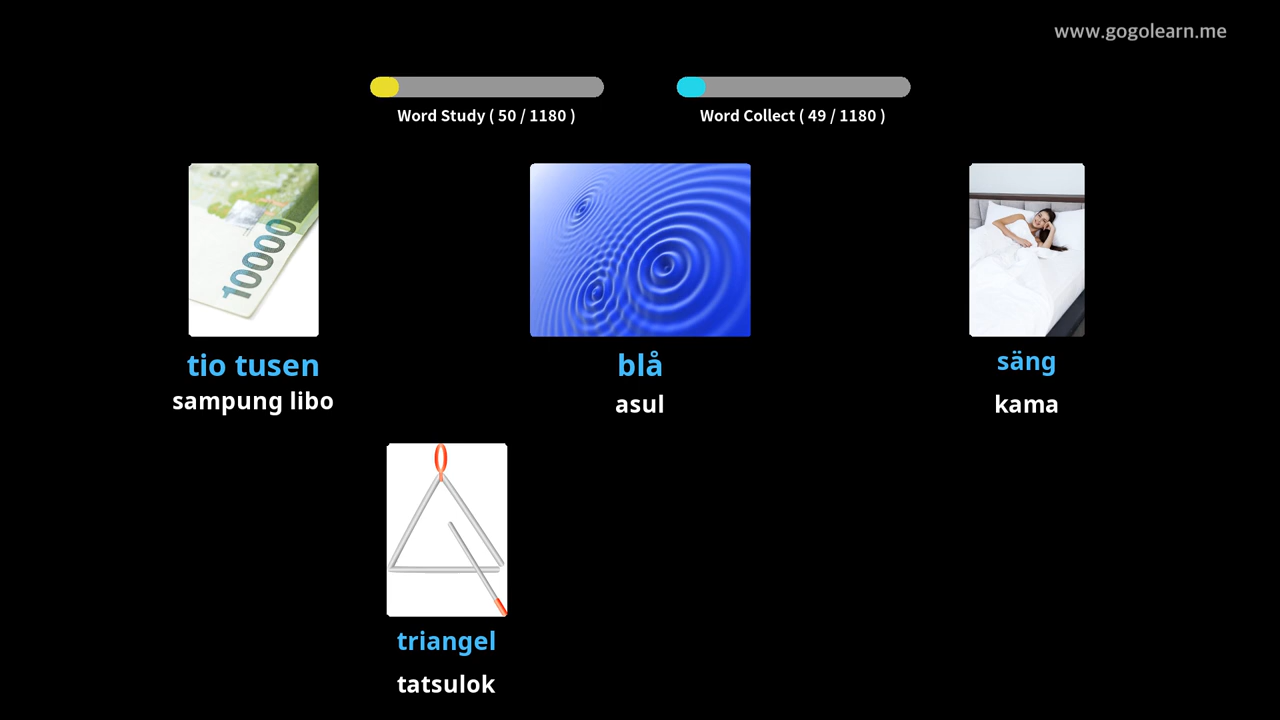 www.gogolearn.me
Word Study ( 50 / 1180 )
Word Collect ( 49 / 1180 )
10000
tio tusen
sampung libo
blå
asul
säng
kama
triangel
tatsulok